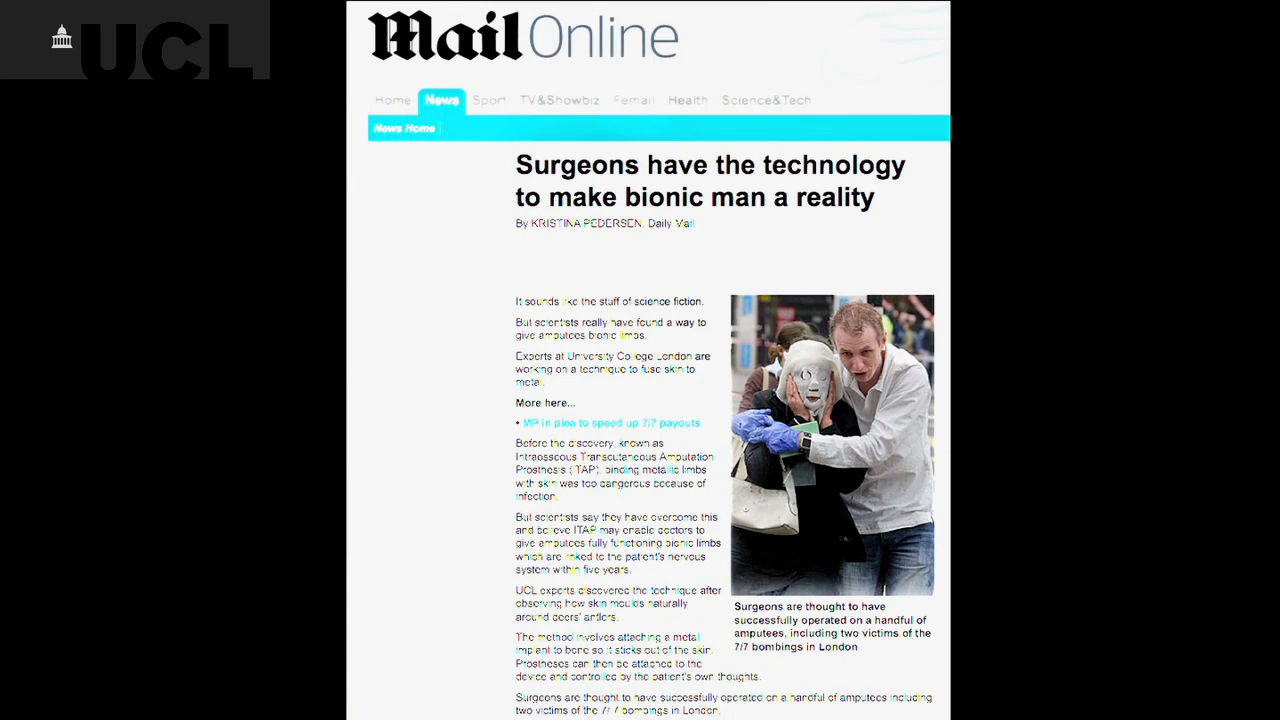 UCL
Mail Online
Home News Sport TV&Showbiz Femail Health Science&Tech
News Home
Surgeons have the technology
to make bionic man a reality
By KRISTINA PEDERSEN, Daily Mail
It sounds like the stuff of science fiction.
But scientists really have found a way to
give amputees bionic limbs.
Experts at University College London are
working on a technique to fuse skin to
metal.
More here...
• MP in plea to speed up 7/7 payouts
Before the discovery, known as
Intraosseous Transcutaneous Amputation
Prosthesis (ITAP), binding metallic limbs
with skin was too dangerous because of
infection.
But scientists say they have overcome this
and believe ITAP may enable doctors to
give amputees fully functioning bionic limbs
which are linked to the patient's nervous
system within five years.
UCL experts discovered the technique after
observing how skin moulds naturally
around deers' antlers.
The method involves attaching a metal
implant to bone so it sticks out of the skin.
Prostheses can then be attached to the
device and controlled by the patient's own thoughts.
Surgeons are thought to have successfully operated on a handful of amputees including
two victims of the 7/7 bombings in London.
Surgeons are thought to have
successfully operated on a handful of
amputees, including two victims of the
7/7 bombings in London